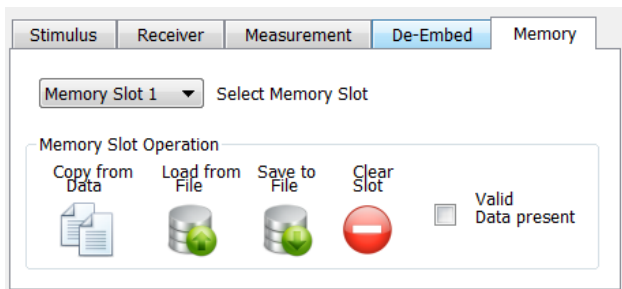 Stimulus Receiver Measurement De-Embed Memory
Memory Slot 1 Select Memory Slot
Memory Slot Operation
Copy from Data
Load from File
Save to File
Clear Slot
Valid
Data present